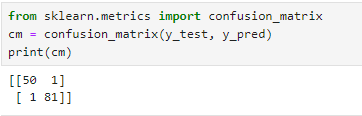 from sklearn.metrics import confusion_matrix
cm = confusion_matrix(y_test, y_pred)
print(cm)
[[50  1]
 [ 1 81]]